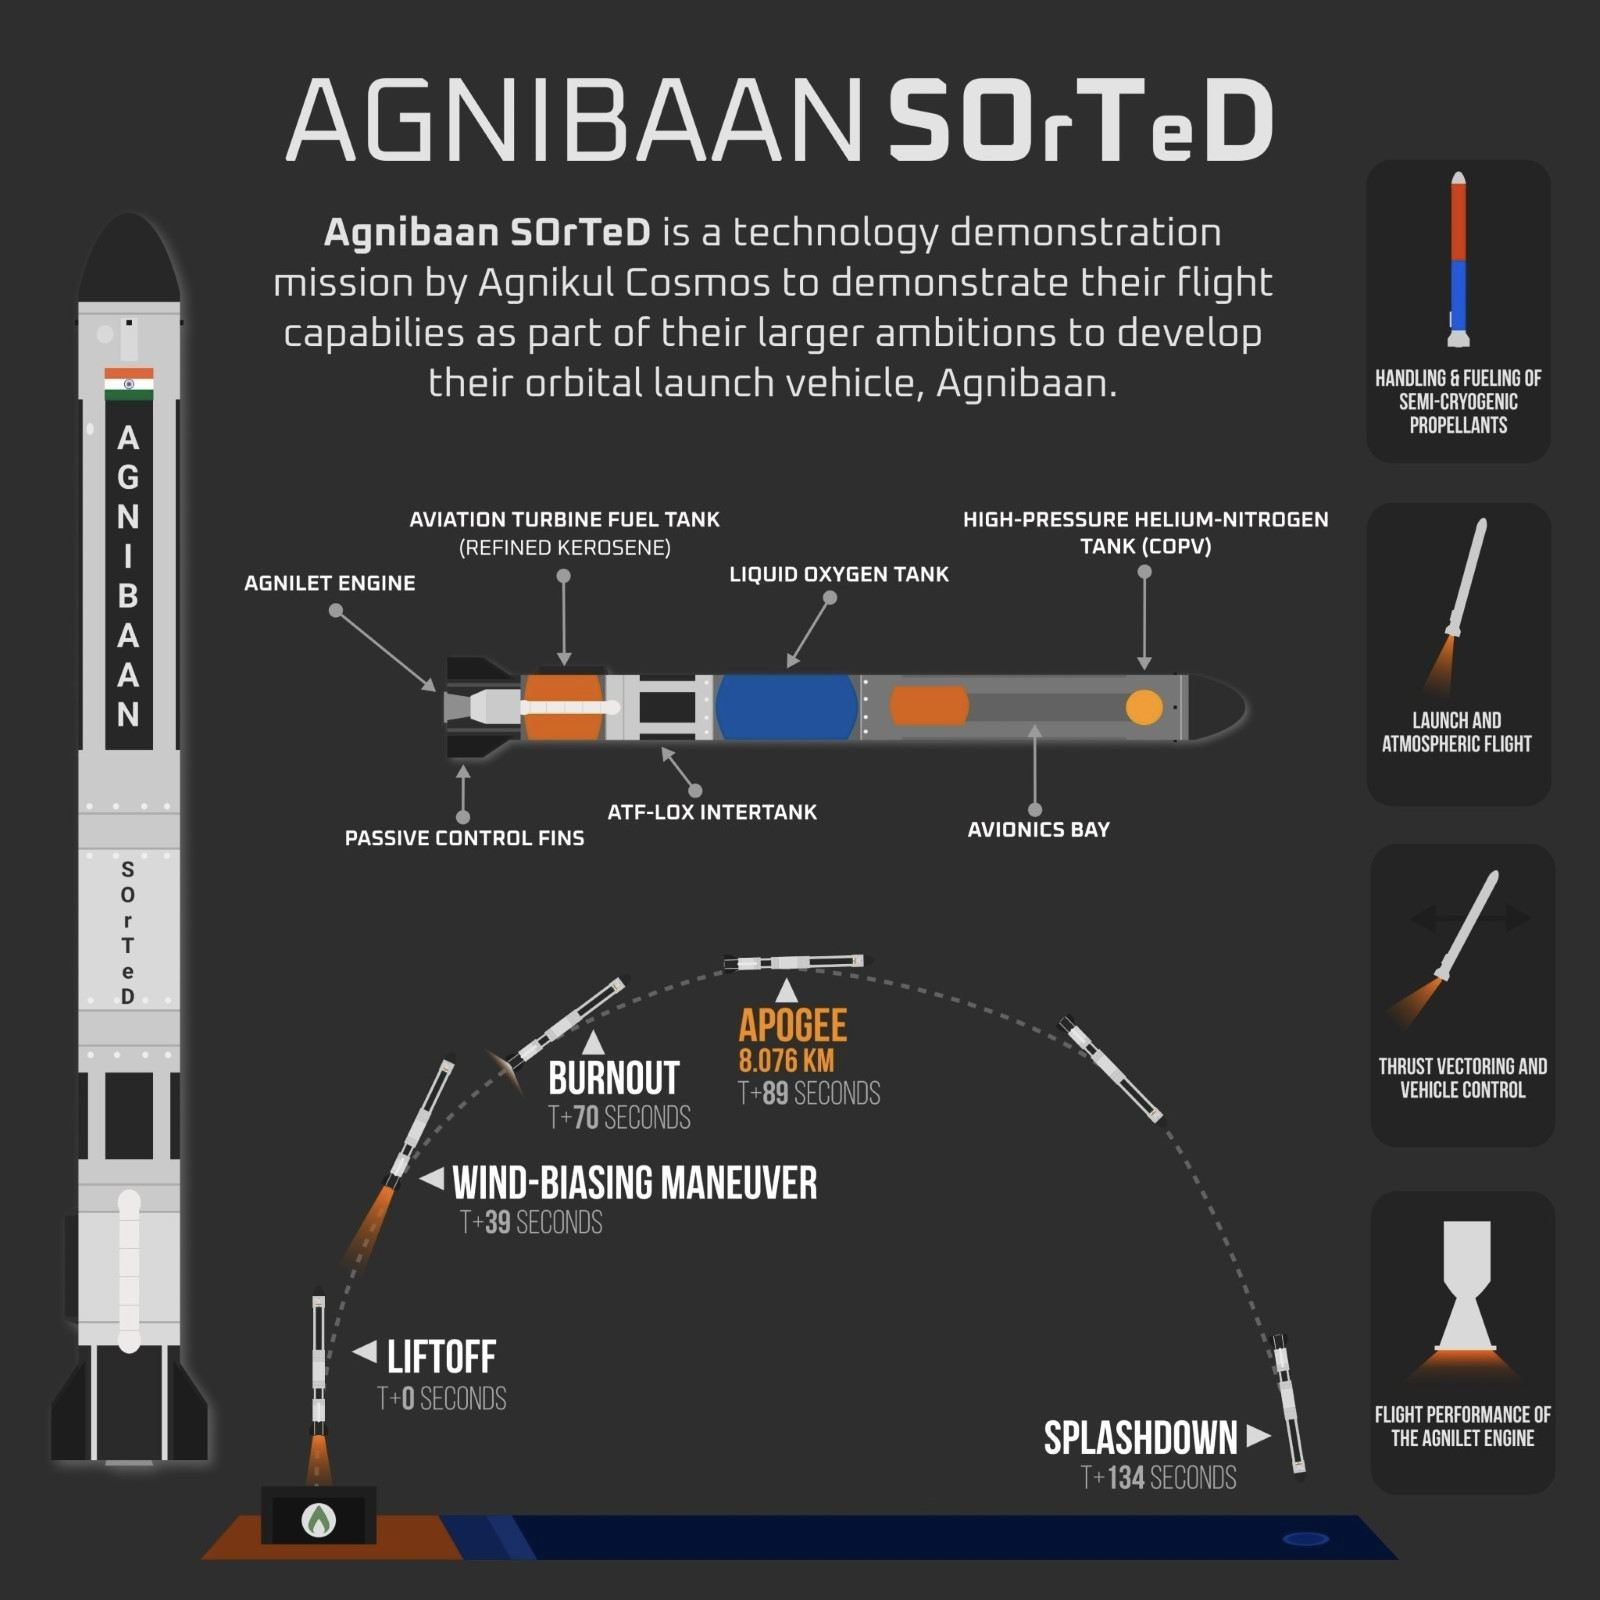 AGNIBAAN SOrTeD
Agnibaan SOrTeD is a technology demonstration
mission by Agnikul Cosmos to demonstrate their flight
capabilies as part of their larger ambitions to develop
their orbital launch vehicle, Agnibaan.
AGNIBAAN
SOrTeD
AVIATION TURBINE FUEL TANK
(REFINED KEROSENE)
HIGH-PRESSURE HELIUM-NITROGEN
TANK (COPV)
AGNILET ENGINE
LIQUID OXYGEN TANK
PASSIVE CONTROL FINS
ATF-LOX INTERTANK
AVIONICS BAY
LIFTOFF
T+0 SECONDS
WIND-BIASING MANEUVER
T+39 SECONDS
BURNOUT
T+70 SECONDS
APOGEE
8.076 KM
T+89 SECONDS
SPLASHDOWN
T+134 SECONDS
HANDLING & FUELING OF
SEMI-CRYOGENIC
PROPELLANTS
LAUNCH AND
ATMOSPHERIC FLIGHT
THRUST VECTORING AND
VEHICLE CONTROL
FLIGHT PERFORMANCE OF
THE AGNILET ENGINE